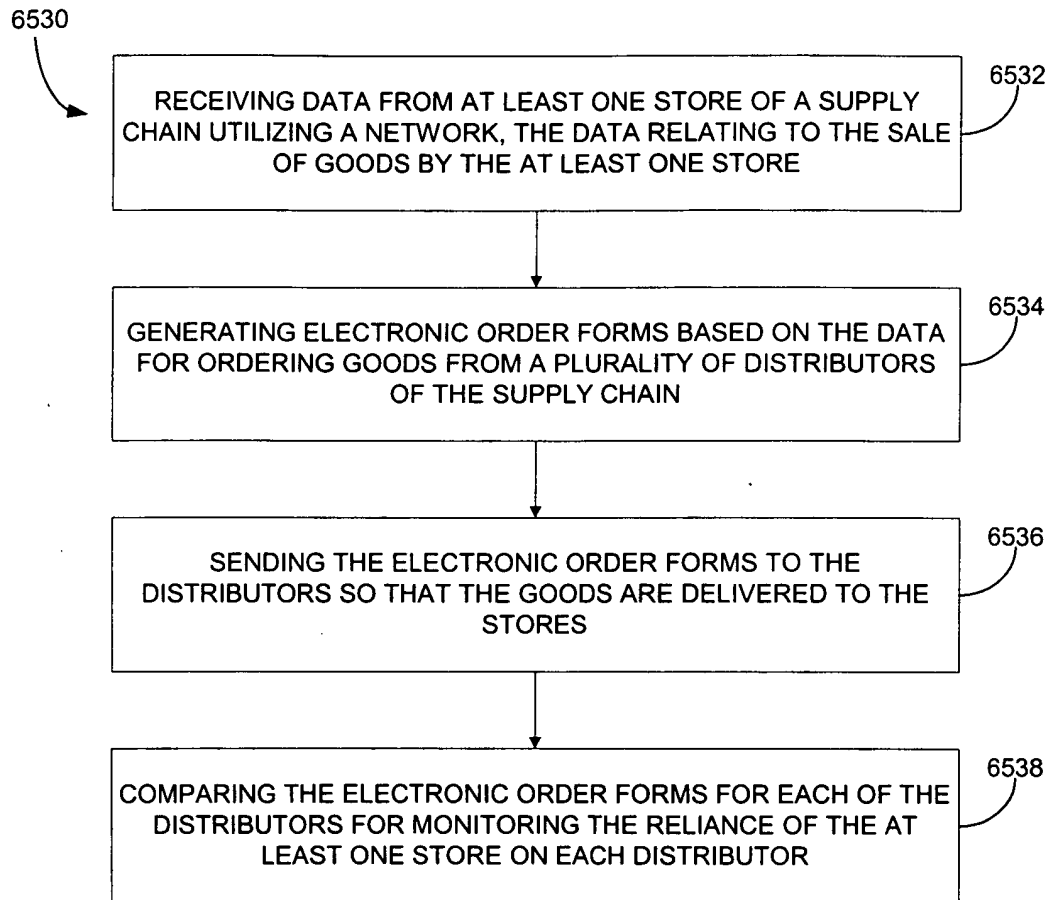 6530
6532
RECEIVING DATA FROM AT LEAST ONE STORE OF A SUPPLY
CHAIN UTILIZING A NETWORK, THE DATA RELATING TO THE SALE
OF GOODS BY THE AT LEAST ONE STORE
6534
GENERATING ELECTRONIC ORDER FORMS BASED ON THE DATA
FOR ORDERING GOODS FROM A PLURALITY OF DISTRIBUTORS
OF THE SUPPLY CHAIN
6536
SENDING THE ELECTRONIC ORDER FORMS TO THE
DISTRIBUTORS SO THAT THE GOODS ARE DELIVERED TO THE
STORES
6538
COMPARING THE ELECTRONIC ORDER FORMS FOR EACH OF THE
DISTRIBUTORS FOR MONITORING THE RELIANCE OF THE AT
LEAST ONE STORE ON EACH DISTRIBUTOR